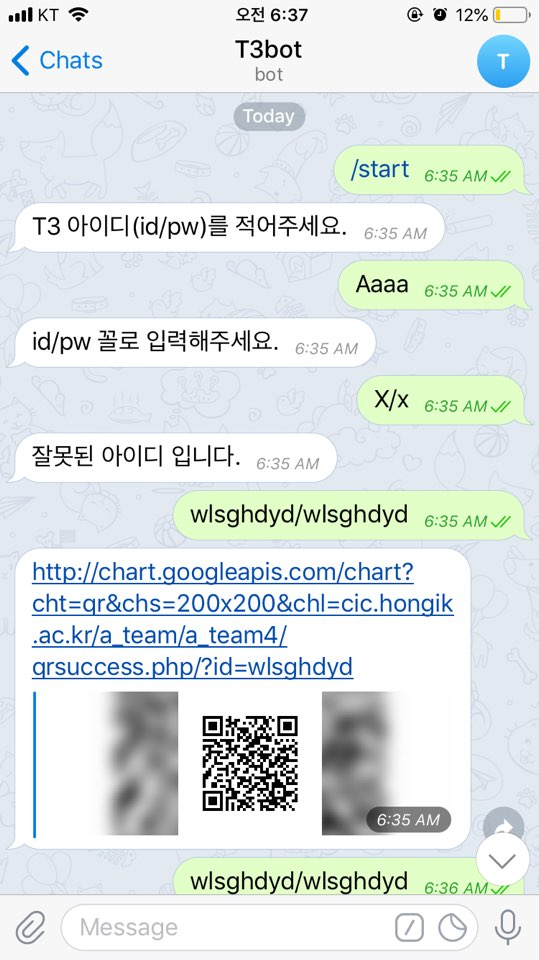 KT 오전 6:37 12%
Chats
T3bot
bot
T
Today
/start 6:35 AM
T3 아이디(id/pw)를 적어주세요. 6:35 AM
Aaaa 6:35 AM
id/pw 꼴로 입력해주세요. 6:35 AM
X/x 6:35 AM
잘못된 아이디 입니다. 6:35 AM
wlsghdyd/wlsghdyd 6:35 AM
http://chart.googleapis.com/chart?
cht=qr&chs=200x200&chl=cic.hongik
.ac.kr/a_team/a_team4/
qrsuccess.php/?id=wlsghdyd
6:35 AM
wlsghdyd/wlsghdyd 6:36 AM
Message